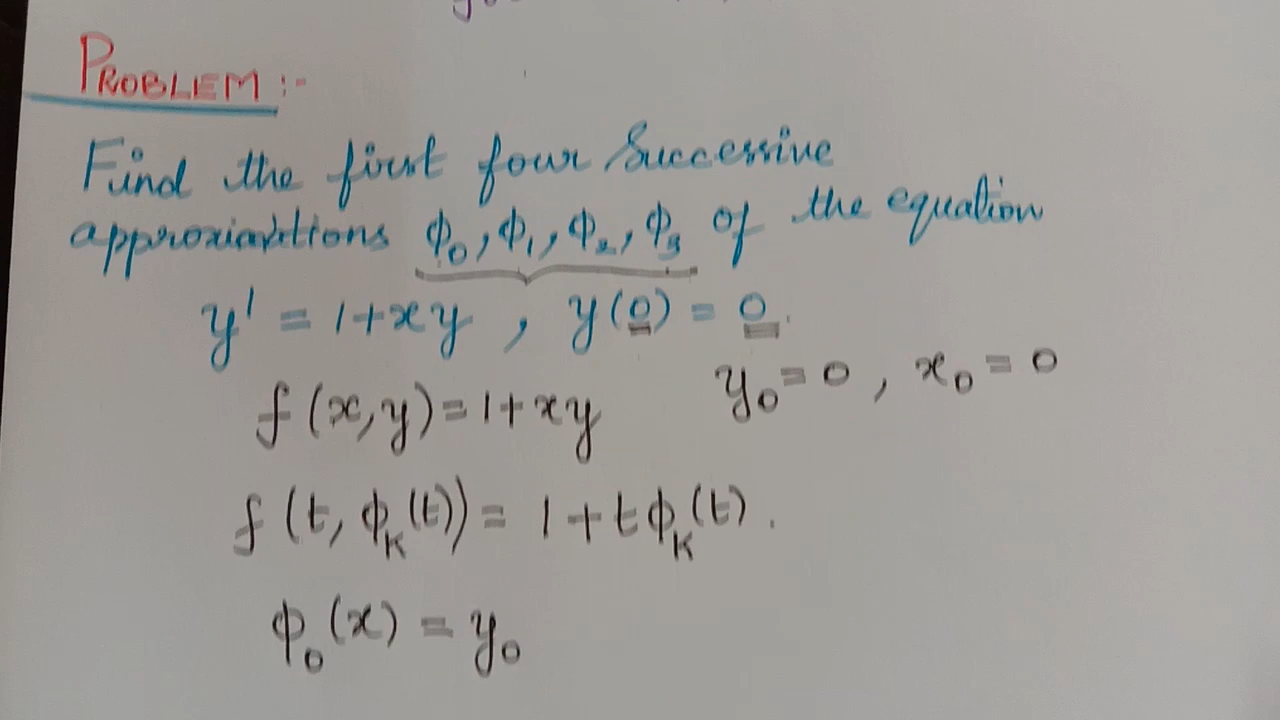 PROBLEM :-
Find the first four Successive
approximations ϕ₀, ϕ₁, ϕ₂, ϕ₃ of the equation
y' = 1+xy , y(0) = 0.
y₀ = 0 , x₀ = 0
f(x,y) = 1+xy
f(t, ϕₖ(t)) = 1 + tϕₖ(t).
ϕ₀(x) = y₀